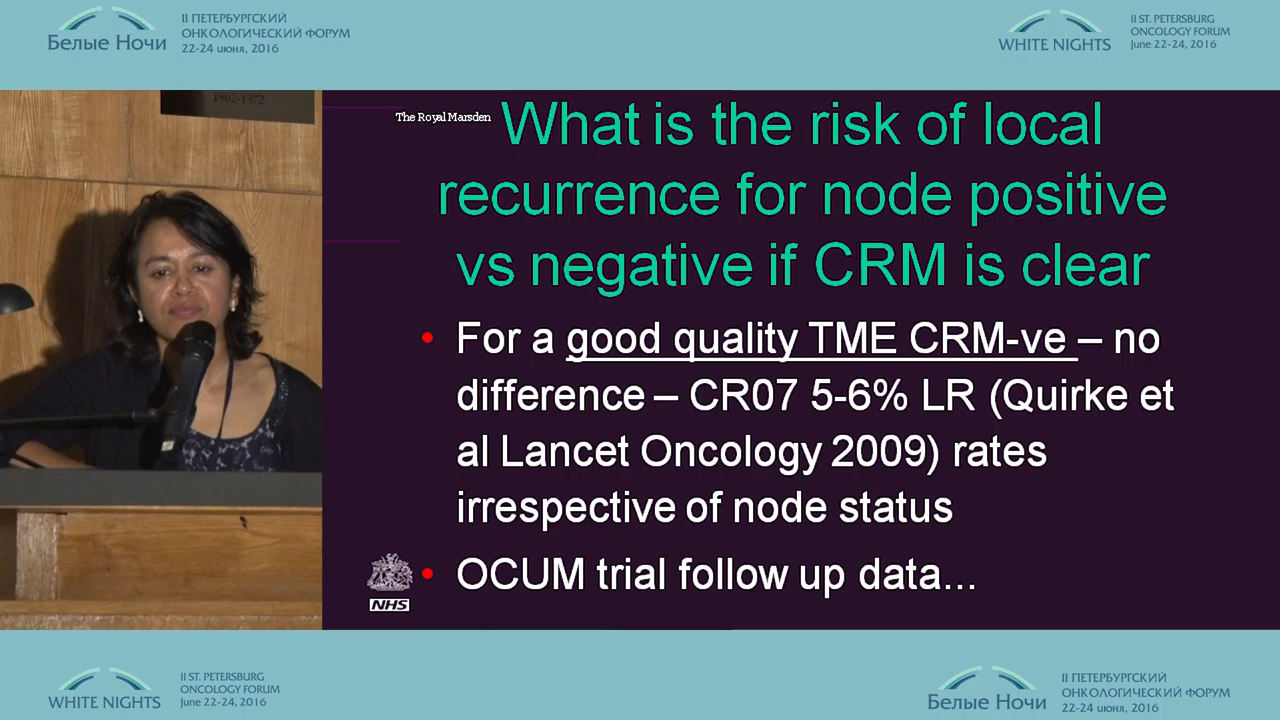 II ПЕТЕРБУРГСКИЙ
ОНКОЛОГИЧЕСКИЙ ФОРУМ
Белые Ночи
22-24 июня, 2016
II ST. PETERSBURG
ONCOLOGY FORUM
WHITE NIGHTS
June 22-24, 2016
1902-1972
The Royal Marsden
What is the risk of local
recurrence for node positive
vs negative if CRM is clear
• For a good quality TME CRM-ve – no
difference – CR07 5-6% LR (Quirke et
al Lancet Oncology 2009) rates
irrespective of node status
• OCUM trial follow up data...
NHS
II ST. PETERSBURG
ONCOLOGY FORUM
WHITE NIGHTS
June 22-24, 2016
II ПЕТЕРБУРГСКИЙ
ОНКОЛОГИЧЕСКИЙ ФОРУМ
Белые Ночи
22-24 июня, 2016